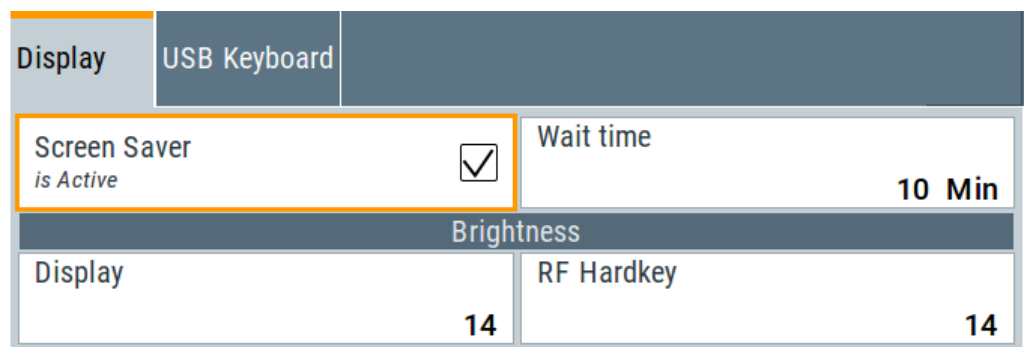 Display
USB Keyboard
Screen Saver
is Active
Wait time
10 Min
Brightness
Display
14
RF Hardkey
14